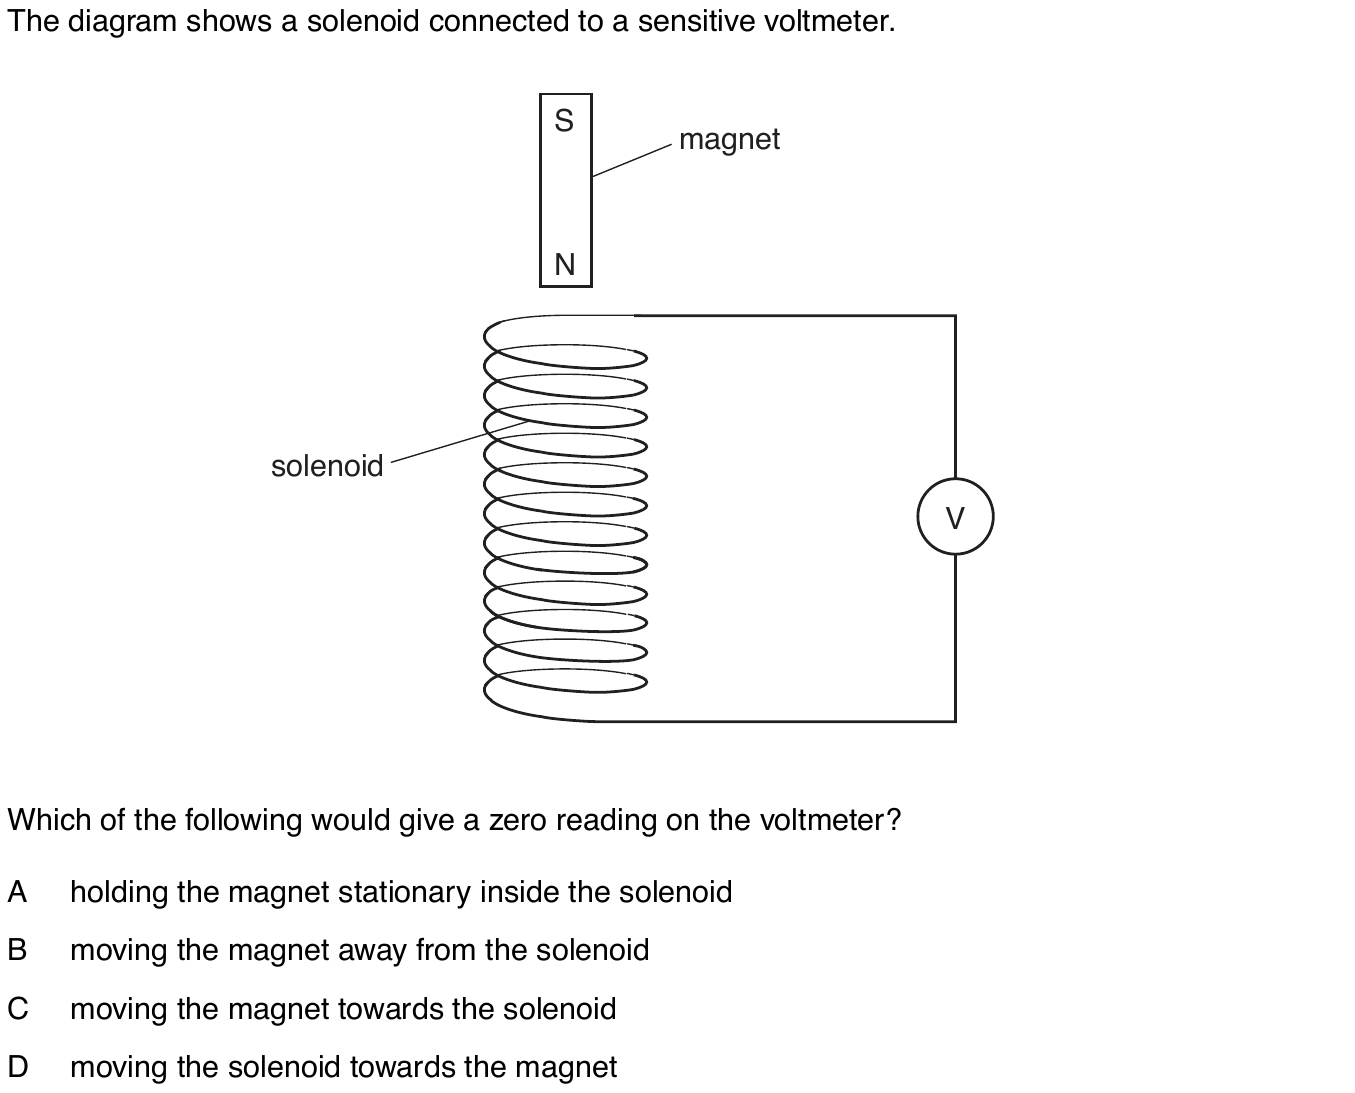 The diagram shows a solenoid connected to a sensitive voltmeter.
S
magnet
N
solenoid
V
Which of the following would give a zero reading on the voltmeter?
A holding the magnet stationary inside the solenoid
B moving the magnet away from the solenoid
C moving the magnet towards the solenoid
D moving the solenoid towards the magnet